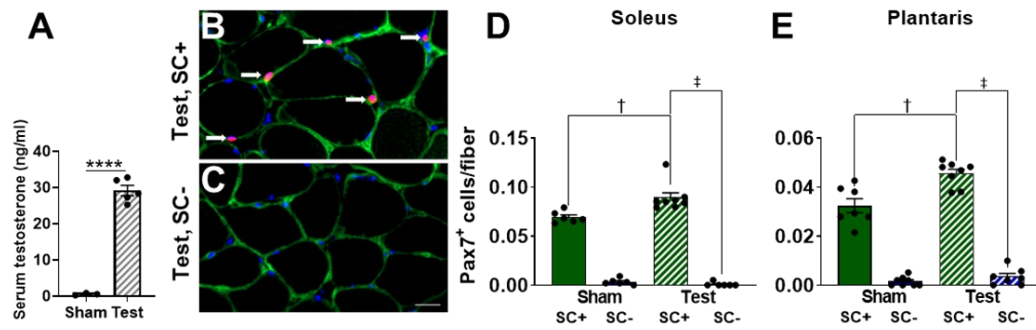 A
Serum testosterone (ng/ml)
40
30
20
10
0
****
Sham Test
Test, SC+
B
Test, SC-
C
D
Soleus
Pax7+ cells/fiber
0.15
0.10
0.05
0.00
†
‡
Sham Test
SC+ SC- SC+ SC-
E
Plantaris
0.06
0.04
0.02
0.00
†
‡
Sham Test
SC+ SC- SC+ SC-